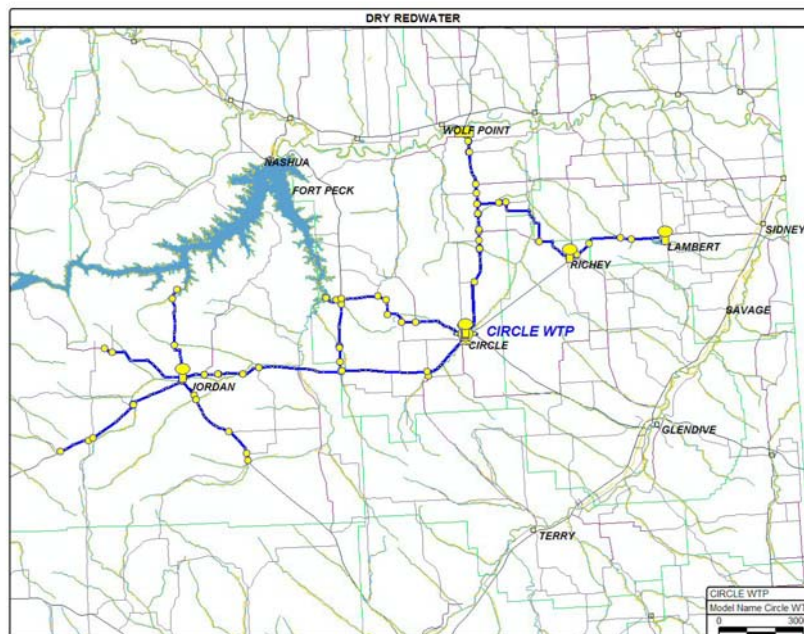 DRY REDWATER
WOLF POINT
NASHUA
FORT PECK
SIDNEY
LAMBERT
RICHEY
SAVAGE
CIRCLE WTP
CIRCLE
JORDAN
GLENDIVE
TERRY
CIRCLE WTP
Model Name Circle WT
0 300